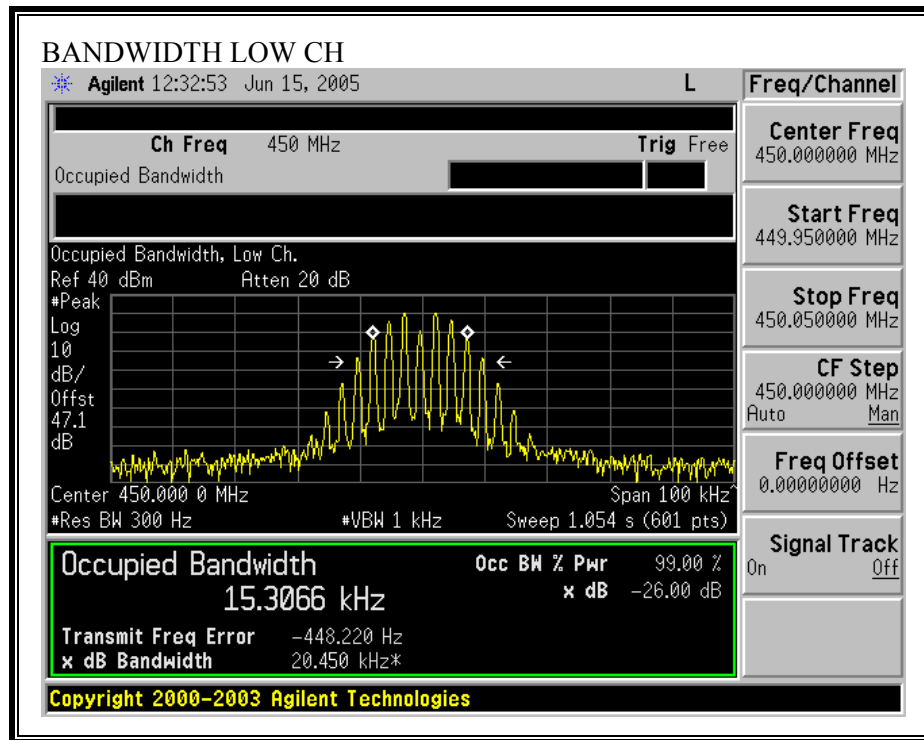 BANDWIDTH LOW CH
Agilent 12:32:53 Jun 15, 2005 L
Freq/Channel
Ch Freq 450 MHz Trig Free
Occupied Bandwidth
Center Freq
450.000000 MHz
Start Freq
449.950000 MHz
Stop Freq
450.050000 MHz
CF Step
450.000000 MHz
Auto Man
Freq Offset
0.00000000 Hz
Signal Track
On Off
Occupied Bandwidth, Low Ch.
Ref 40 dBm Atten 20 dB
#Peak
Log
10
dB/
Offst
47.1
dB
Center 450.000 0 MHz Span 100 kHz^
#Res BW 300 Hz #VBW 1 kHz Sweep 1.054 s (601 pts)
Occupied Bandwidth Occ BW % Pwr 99.00 %
15.3066 kHz x dB -26.00 dB
Transmit Freq Error -448.220 Hz
x dB Bandwidth 20.450 kHz*
Copyright 2000-2003 Agilent Technologies